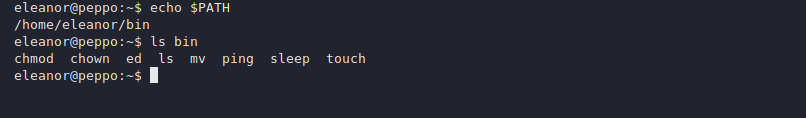 eleanor@peppo:~$ echo $PATH
/home/eleanor/bin
eleanor@peppo:~$ ls bin
chmod  chown  ed  ls  mv  ping  sleep  touch
eleanor@peppo:~$